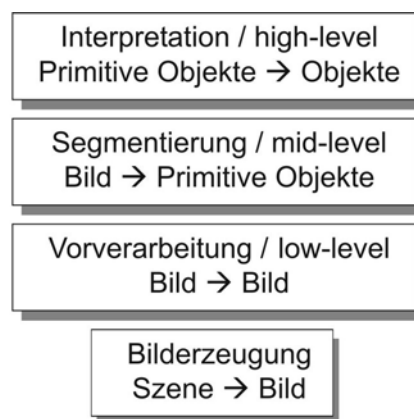 Interpretation / high-level
Primitive Objekte → Objekte
Segmentierung / mid-level
Bild → Primitive Objekte
Vorverarbeitung / low-level
Bild → Bild
Bilderzeugung
Szene → Bild